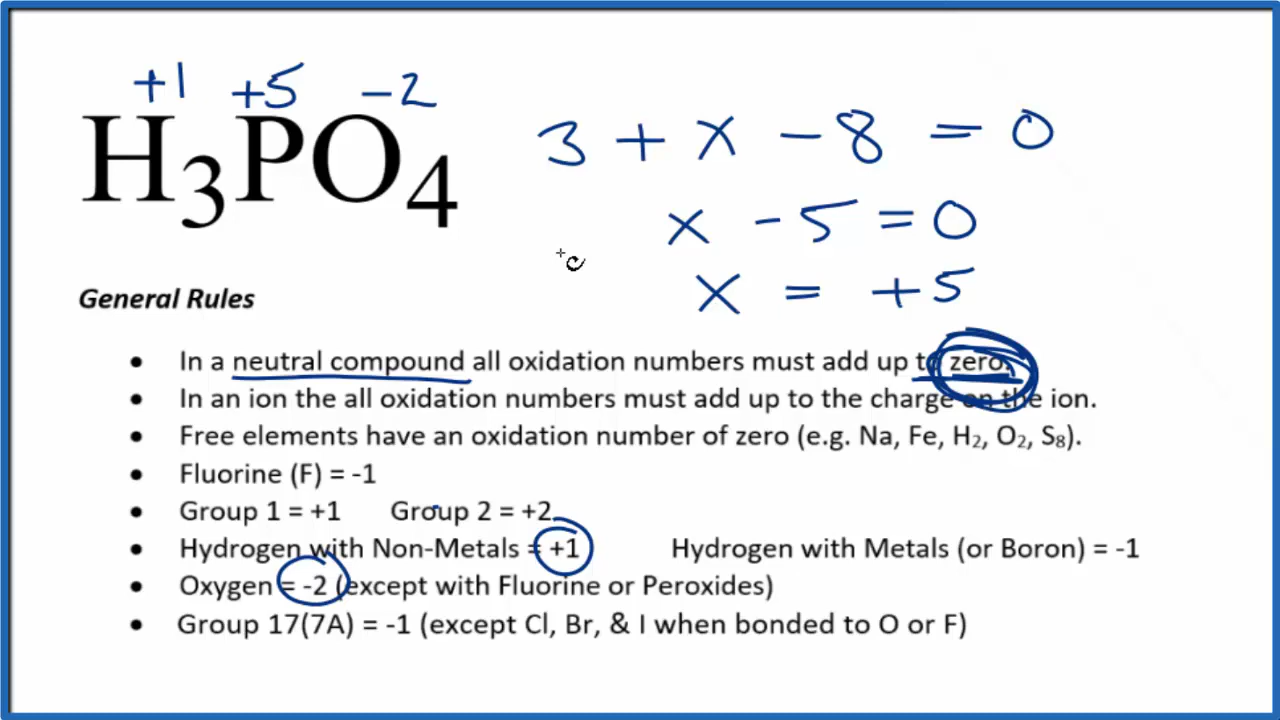 +1 +5 -2
H₃PO₄
3 + x - 8 = 0
x - 5 = 0
x = +5
General Rules
• In a neutral compound all oxidation numbers must add up to zero.
• In an ion the all oxidation numbers must add up to the charge on the ion.
• Free elements have an oxidation number of zero (e.g. Na, Fe, H₂, O₂, S₈).
• Fluorine (F) = -1
• Group 1 = +1 Group 2 = +2
• Hydrogen with Non-Metals = +1 Hydrogen with Metals (or Boron) = -1
• Oxygen = -2 (except with Fluorine or Peroxides)
• Group 17(7A) = -1 (except Cl, Br, & I when bonded to O or F)